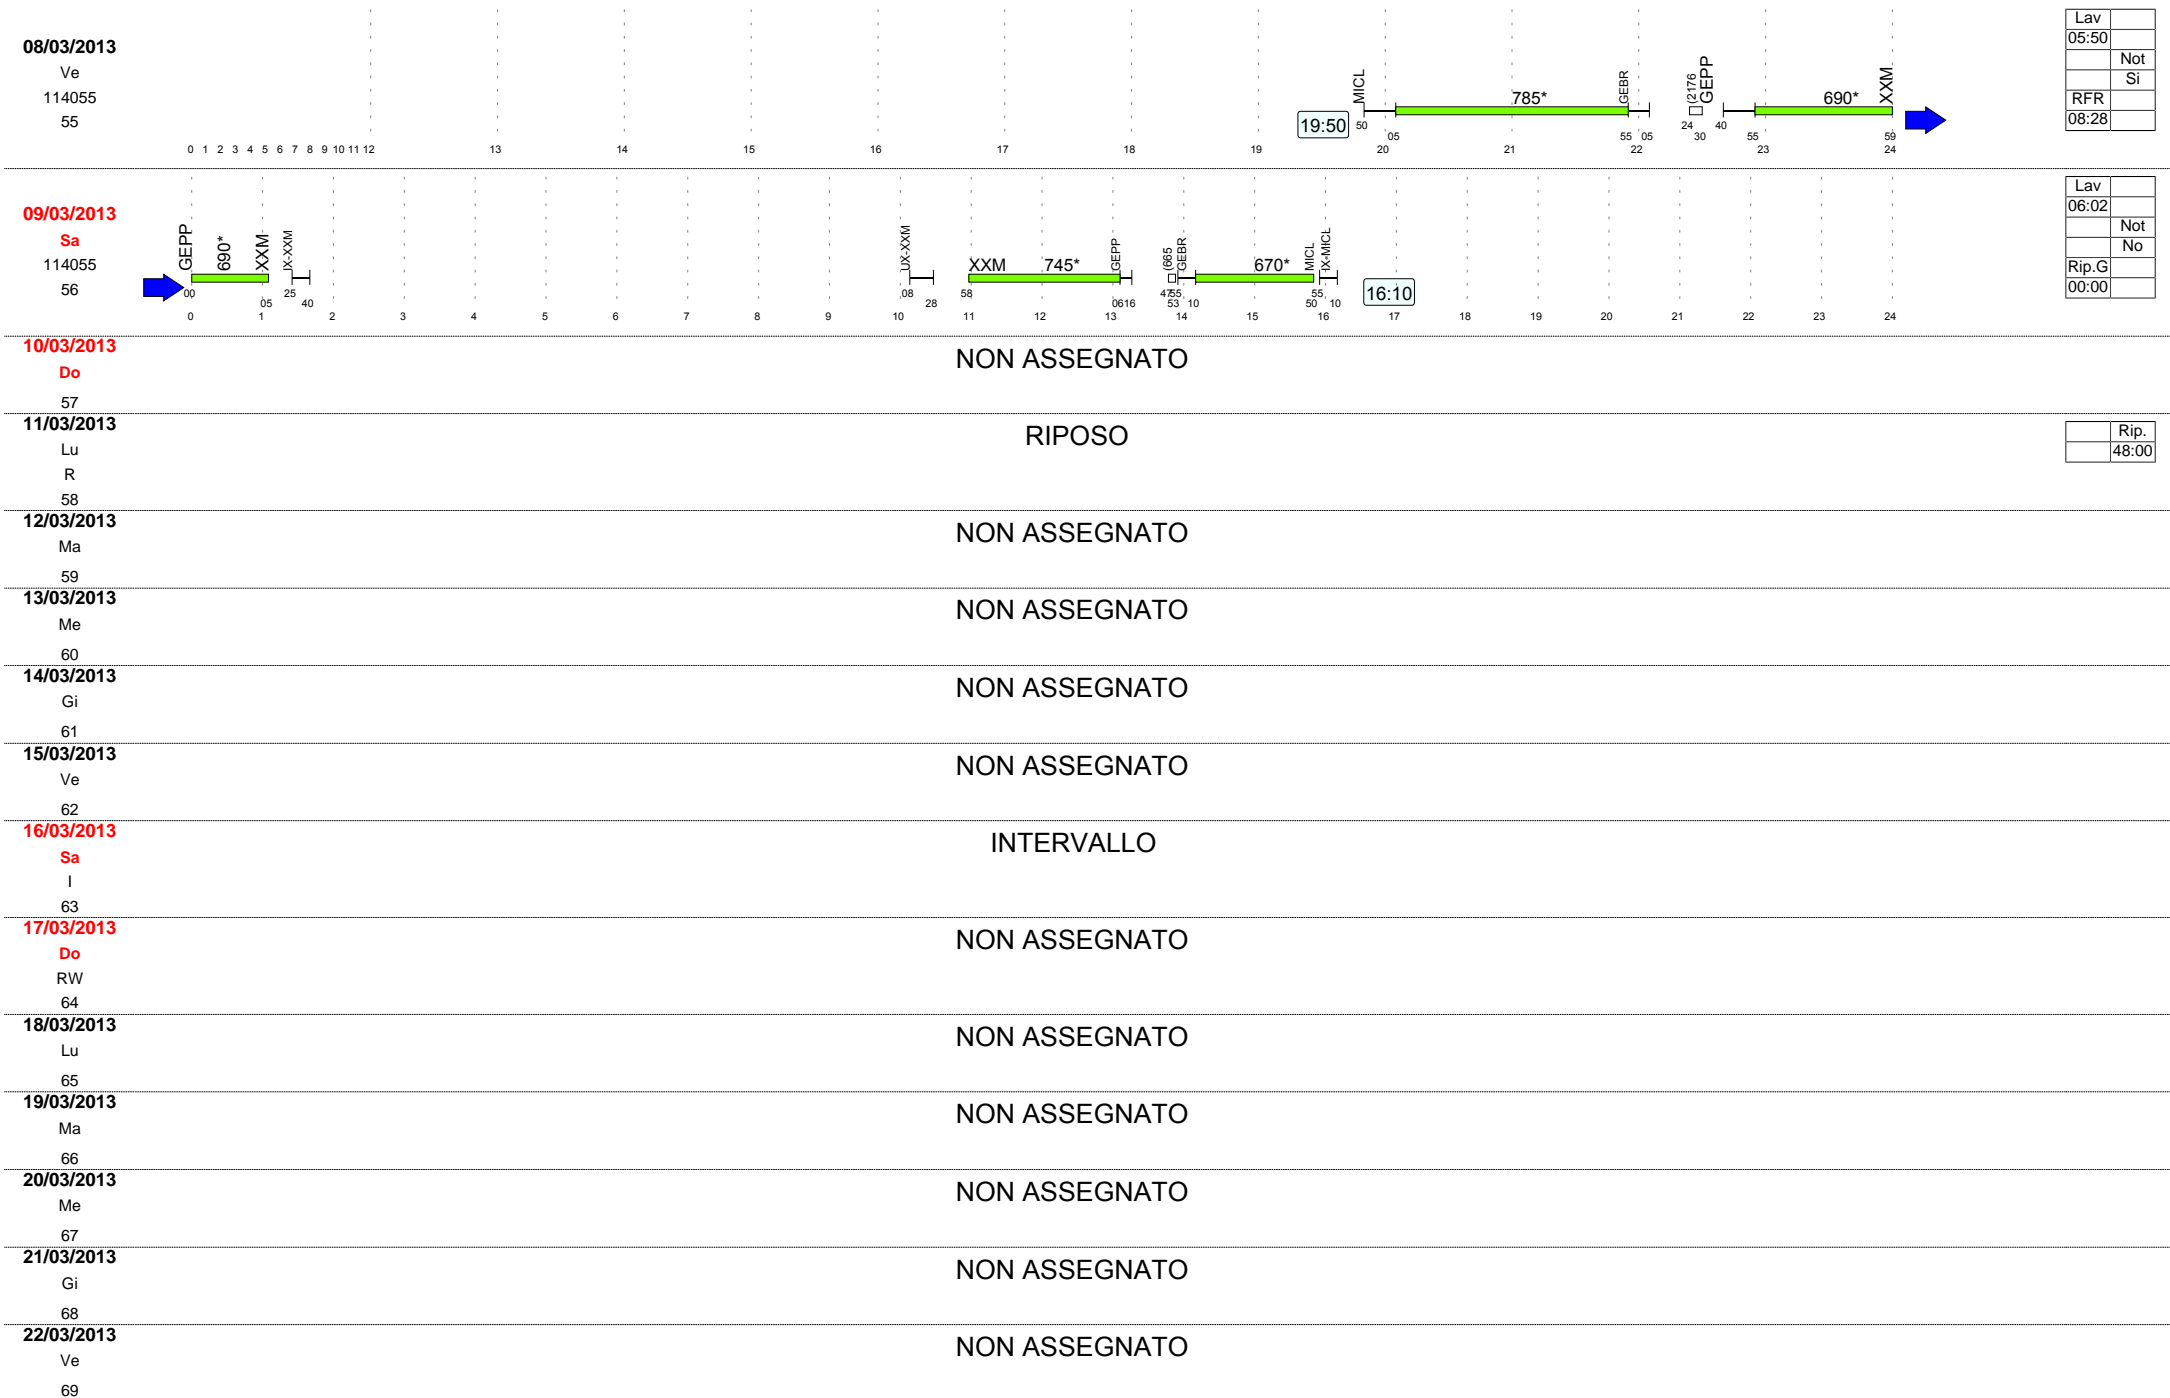 08/03/2013
Ve
114055
55
MICL 785* GEBR (2176 GEPP 690* XXM
19:50 50 05 55 05 24 30 40 55 59
0 1 2 3 4 5 6 7 8 9 10 11 12 13 14 15 16 17 18 19 20 21 22 23 24
Lav
05:50
Not
Si
RFR
08:28
09/03/2013
Sa
114055
56
GEPP 690* XXM IX-XXM UX-XXM XXM 745* GEPP (665 GEBR 670* MICL IX-MICL
00 05 25 40 08 28 58 06 16 47 53 55 10 50 55 10 16:10
0 1 2 3 4 5 6 7 8 9 10 11 12 13 14 15 16 17 18 19 20 21 22 23 24
Lav
06:02
Not
No
Rip.G
00:00
10/03/2013
Do
57
NON ASSEGNATO
11/03/2013
Lu
R
58
RIPOSO
Rip.
48:00
12/03/2013
Ma
59
NON ASSEGNATO
13/03/2013
Me
60
NON ASSEGNATO
14/03/2013
Gi
61
NON ASSEGNATO
15/03/2013
Ve
62
NON ASSEGNATO
16/03/2013
Sa
I
63
INTERVALLO
17/03/2013
Do
RW
64
NON ASSEGNATO
18/03/2013
Lu
65
NON ASSEGNATO
19/03/2013
Ma
66
NON ASSEGNATO
20/03/2013
Me
67
NON ASSEGNATO
21/03/2013
Gi
68
NON ASSEGNATO
22/03/2013
Ve
69
NON ASSEGNATO